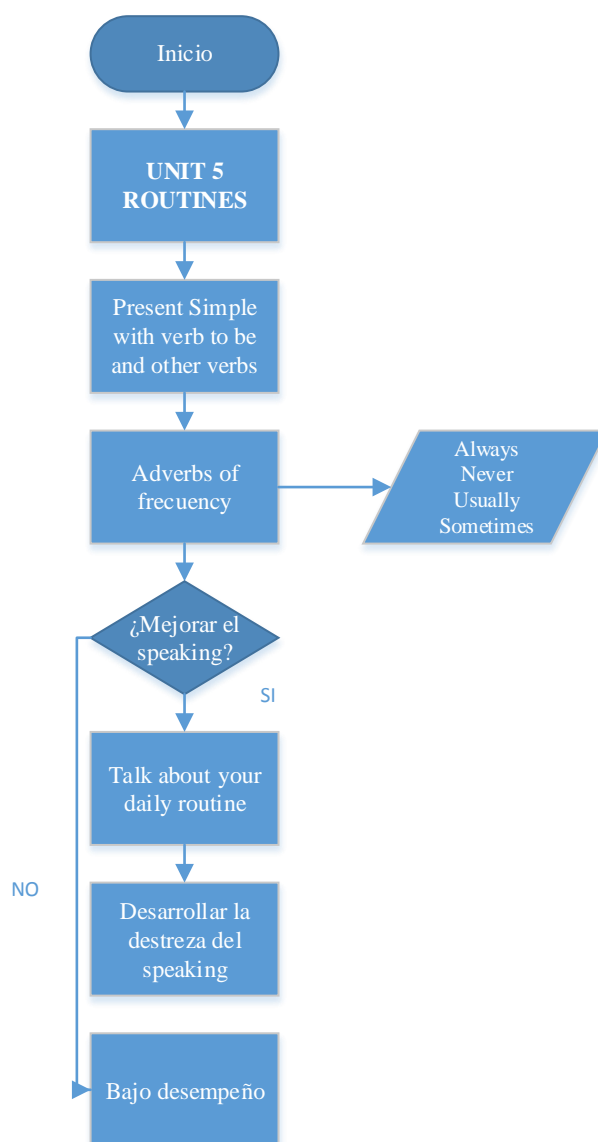 Inicio
UNIT 5
ROUTINES
Present Simple
with verb to be
and other verbs
Adverbs of
frecuency
Always
Never
Usually
Sometimes
¿Mejorar el
speaking?
SI
Talk about your
daily routine
NO
Desarrollar la
destreza del
speaking
Bajo desempeño